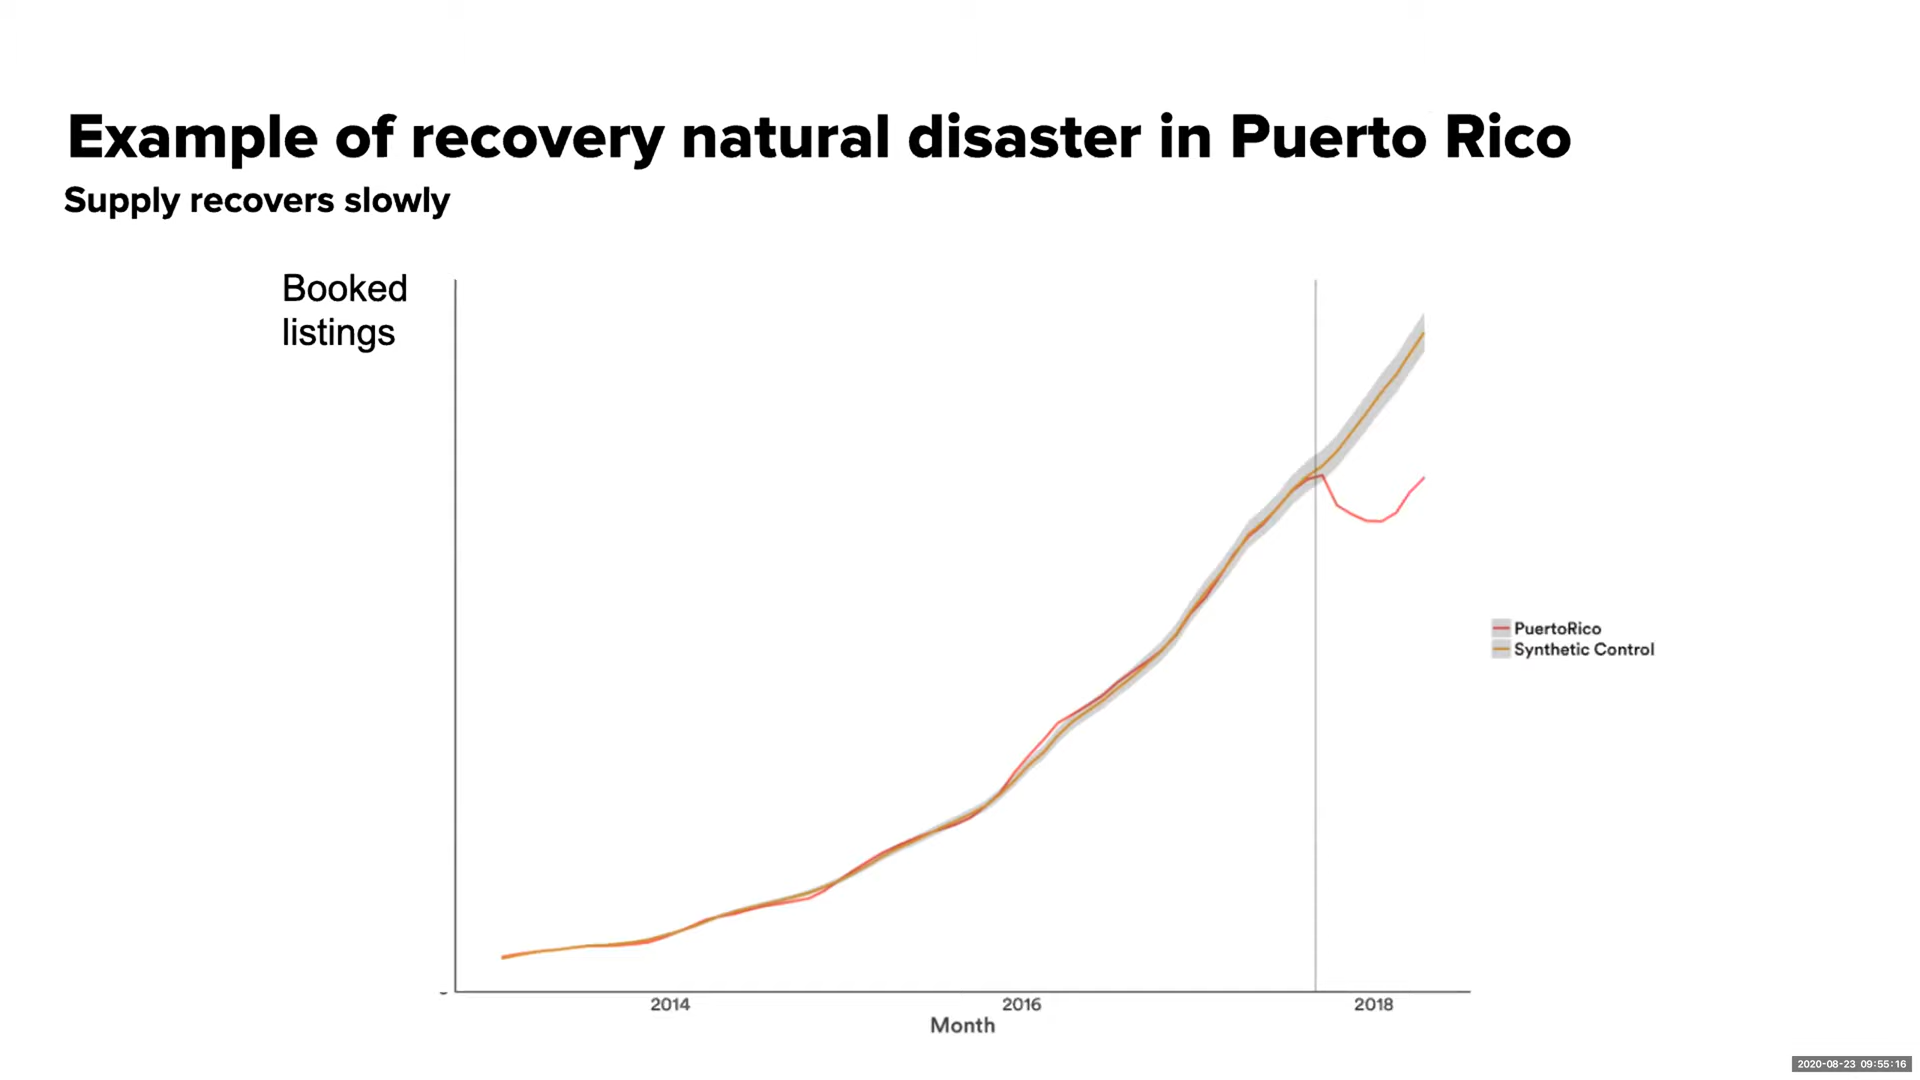 Example of recovery natural disaster in Puerto Rico
Supply recovers slowly
Booked
listings
PuertoRico
Synthetic Control
-
2014 2016 2018
Month
2020-08-23 09:55:16